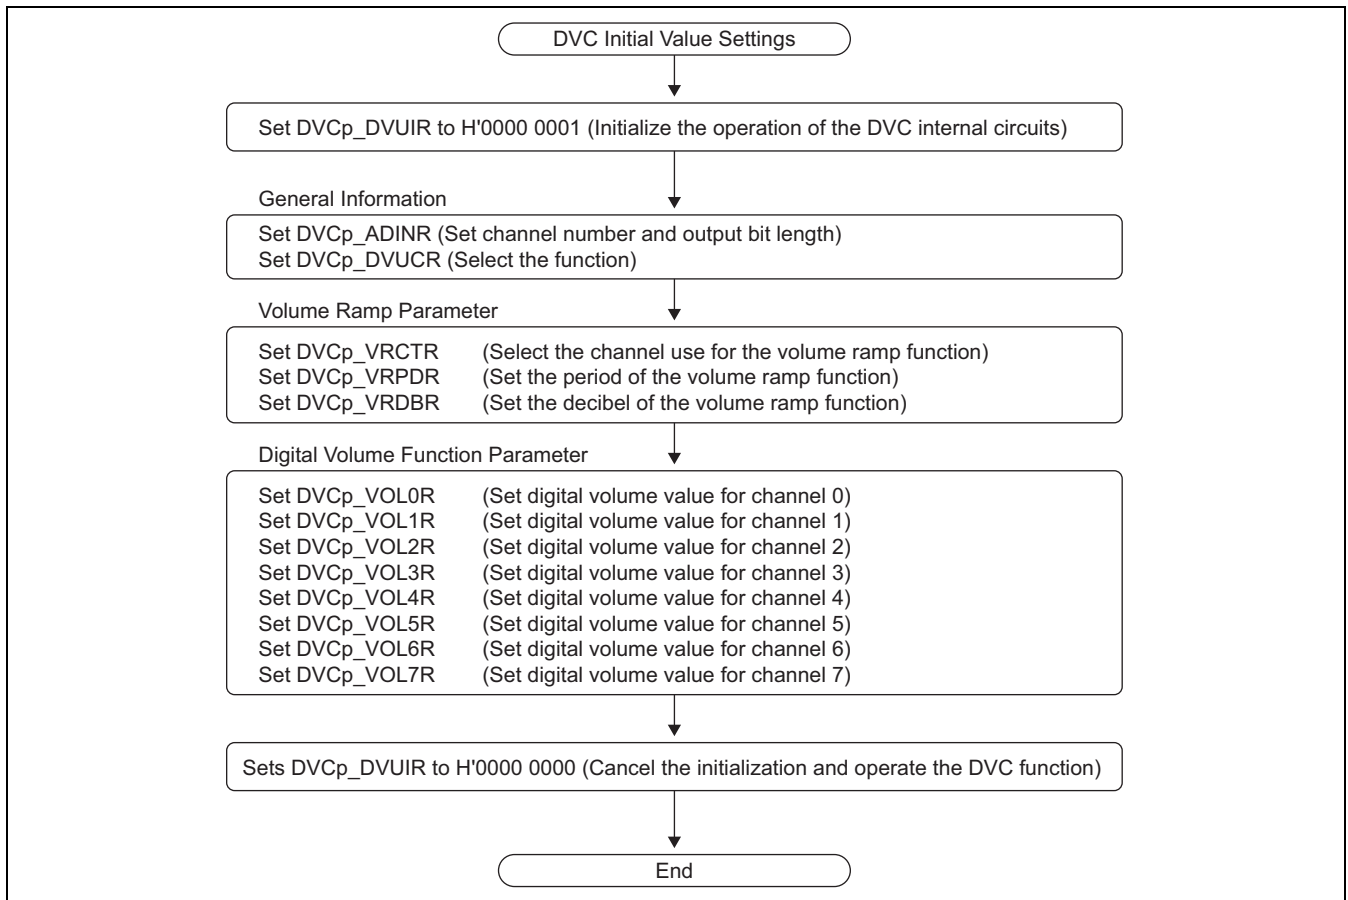 DVC Initial Value Settings
Set DVCp_DVUIR to H'0000 0001 (Initialize the operation of the DVC internal circuits)
General Information
Set DVCp_ADINR (Set channel number and output bit length)
Set DVCp_DVUCR (Select the function)
Volume Ramp Parameter
Set DVCp_VRCTR (Select the channel use for the volume ramp function)
Set DVCp_VRPDR (Set the period of the volume ramp function)
Set DVCp_VRDBR (Set the decibel of the volume ramp function)
Digital Volume Function Parameter
Set DVCp_VOL0R (Set digital volume value for channel 0)
Set DVCp_VOL1R (Set digital volume value for channel 1)
Set DVCp_VOL2R (Set digital volume value for channel 2)
Set DVCp_VOL3R (Set digital volume value for channel 3)
Set DVCp_VOL4R (Set digital volume value for channel 4)
Set DVCp_VOL5R (Set digital volume value for channel 5)
Set DVCp_VOL6R (Set digital volume value for channel 6)
Set DVCp_VOL7R (Set digital volume value for channel 7)
Sets DVCp_DVUIR to H'0000 0000 (Cancel the initialization and operate the DVC function)
End